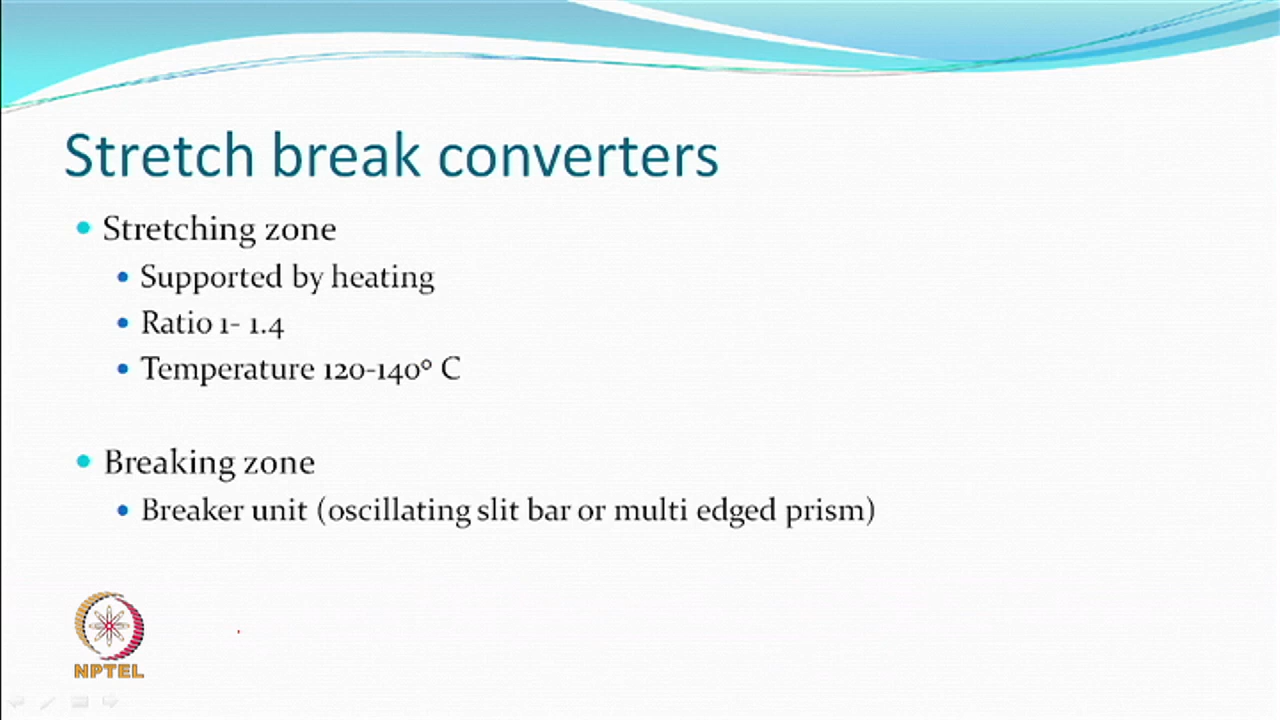 Stretch break converters
Stretching zone
Supported by heating
Ratio 1- 1.4
Temperature 120-140° C
Breaking zone
Breaker unit (oscillating slit bar or multi edged prism)
NPTEL